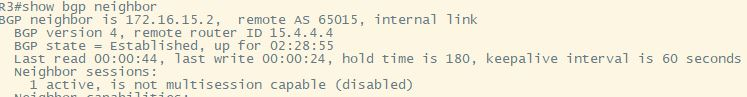 R3#show bgp neighbor
BGP neighbor is 172.16.15.2,  remote AS 65015, internal link
  BGP version 4, remote router ID 15.4.4.4
  BGP state = Established, up for 02:28:55
  Last read 00:00:44, last write 00:00:24, hold time is 180, keepalive interval is 60 seconds
  Neighbor sessions:
    1 active, is not multisession capable (disabled)
  Neighbor capabilities: